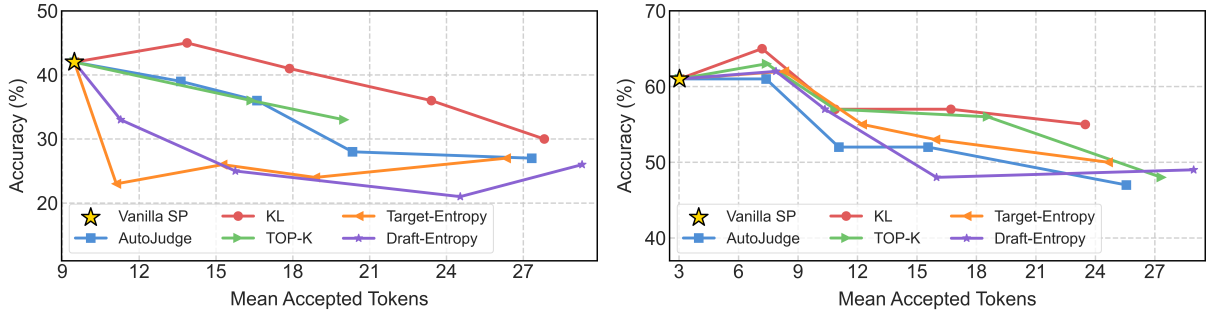 50
40
30
20
Accuracy (%)
9 12 15 18 21 24 27
Mean Accepted Tokens
Vanilla SP KL Target-Entropy
AutoJudge TOP-K Draft-Entropy
70
60
50
40
Accuracy (%)
3 6 9 12 15 18 21 24 27
Mean Accepted Tokens
Vanilla SP KL Target-Entropy
AutoJudge TOP-K Draft-Entropy